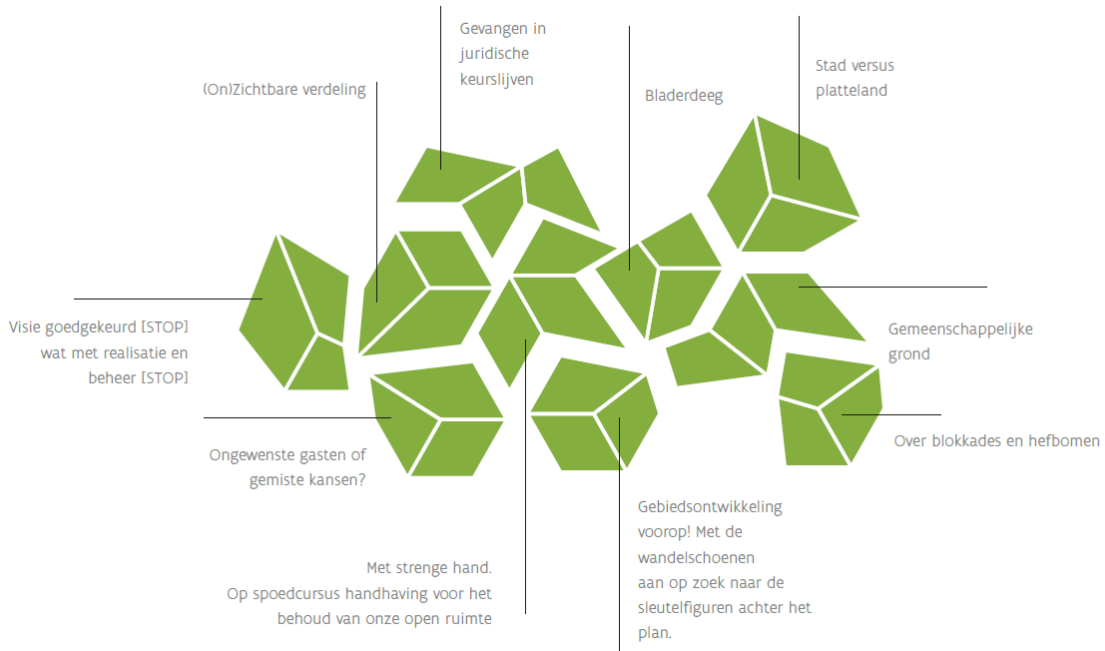 Gevangen in
juridische
keurslijven
(On)Zichtbare verdeling
Bladerdeeg
Stad versus
platteland
Visie goedgekeurd [STOP]
wat met realisatie en
beheer [STOP]
Gemeenschappelijke
grond
Ongewenste gasten of
gemiste kansen?
Over blokkades en hefbomen
Met strenge hand.
Op spoedcursus handhaving voor het
behoud van onze open ruimte
Gebiedsontwikkeling
voorop! Met de
wandelschoenen
aan op zoek naar de
sleutelfiguren achter het
plan.